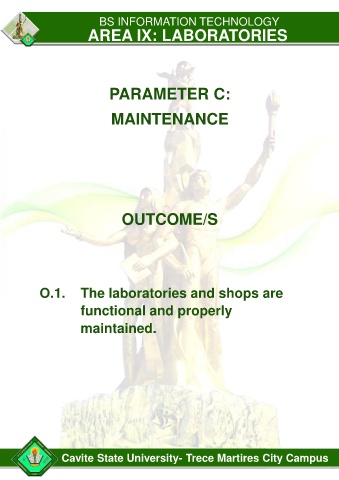 BS INFORMATION TECHNOLOGY
AREA IX: LABORATORIES
PARAMETER C:
MAINTENANCE
OUTCOME/S
O.1. The laboratories and shops are
functional and properly
maintained.
Cavite State University- Trece Martires City Campus